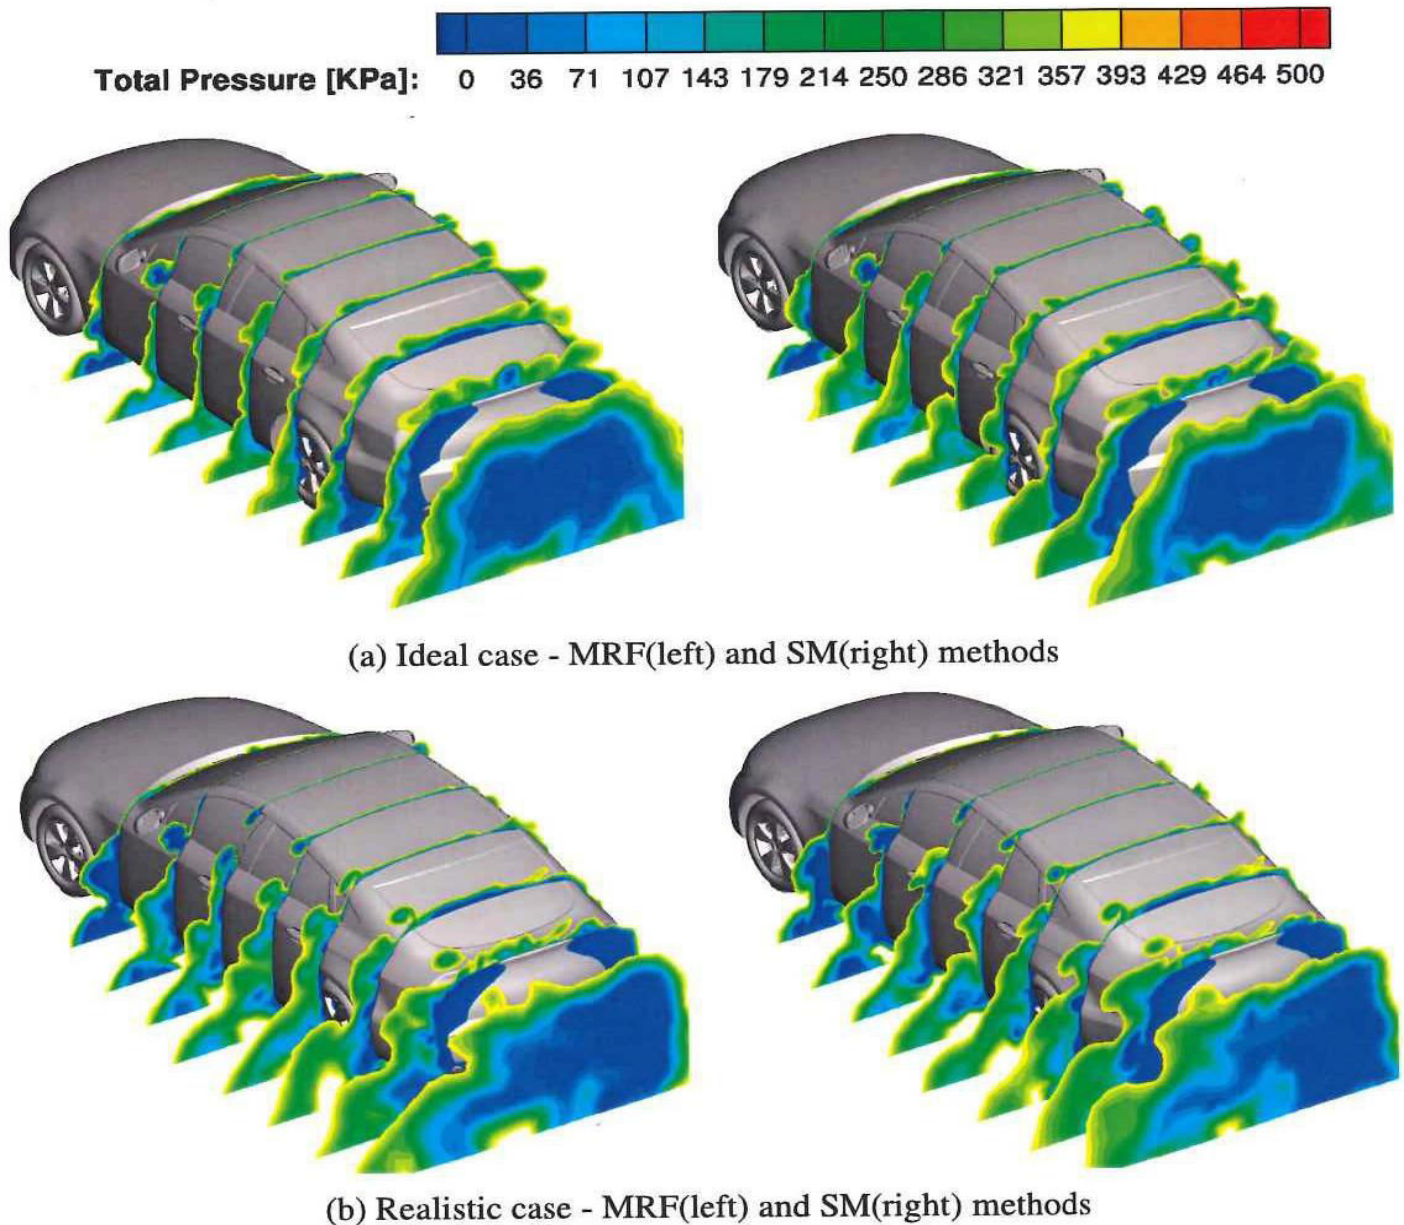 Total Pressure [KPa]: 0 36 71 107 143 179 214 250 286 321 357 393 429 464 500
(a) Ideal case - MRF(left) and SM(right) methods
(b) Realistic case - MRF(left) and SM(right) methods